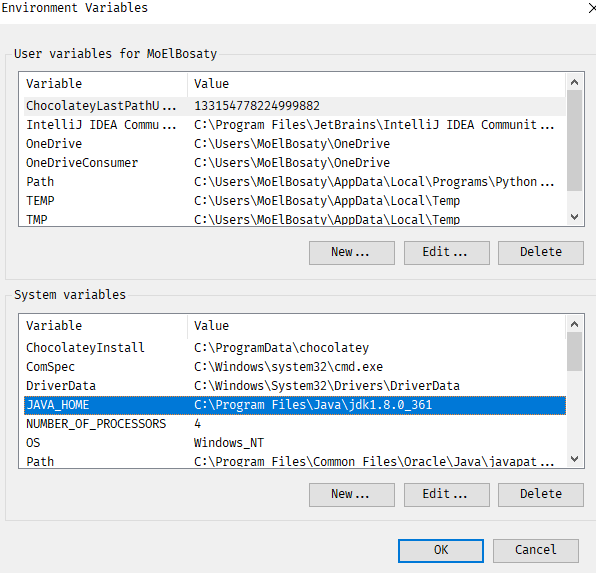 Environment Variables
User variables for MoElBosaty
Variable Value
ChocolateyLastPathU... 133154778224999882
IntelliJ IDEA Commu... C:\Program Files\JetBrains\IntelliJ IDEA Communit...
OneDrive C:\Users\MoElBosaty\OneDrive
OneDriveConsumer C:\Users\MoElBosaty\OneDrive
Path C:\Users\MoElBosaty\AppData\Local\Programs\Python...
TEMP C:\Users\MoElBosaty\AppData\Local\Temp
TMP C:\Users\MoElBosaty\AppData\Local\Temp
New... Edit... Delete
System variables
Variable Value
ChocolateyInstall C:\ProgramData\chocolatey
ComSpec C:\Windows\system32\cmd.exe
DriverData C:\Windows\System32\Drivers\DriverData
JAVA_HOME C:\Program Files\Java\jdk1.8.0_361
NUMBER_OF_PROCESSORS 4
OS Windows_NT
Path C:\Program Files\Common Files\Oracle\Java\javapat...
New... Edit... Delete
OK Cancel